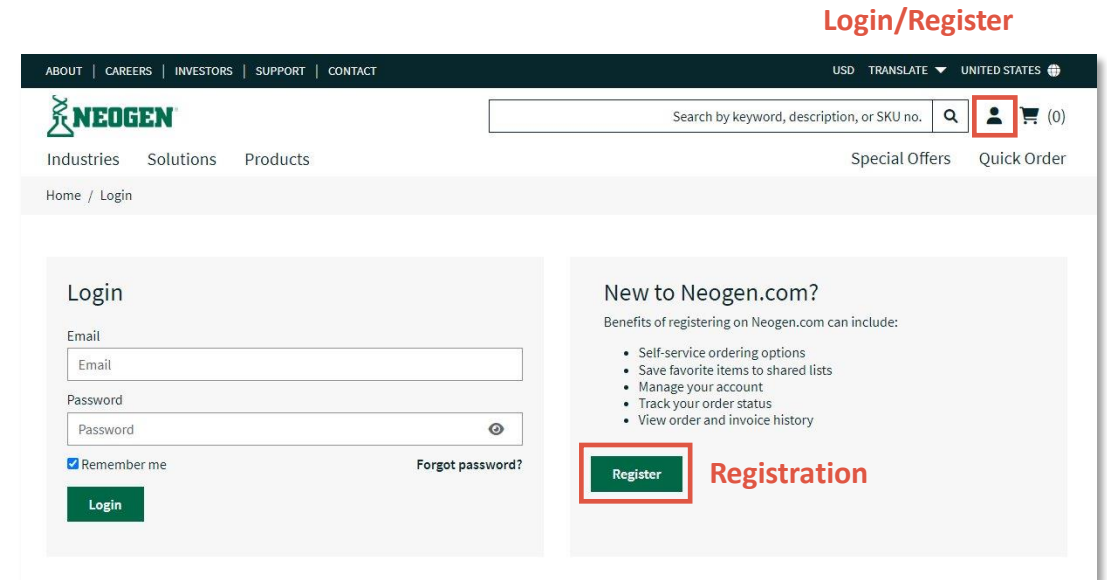 Login/Register
ABOUT | CAREERS | INVESTORS | SUPPORT | CONTACT
USD TRANSLATE UNITED STATES
NEOGEN
Search by keyword, description, or SKU no.
(0)
Industries Solutions Products
Special Offers Quick Order
Home / Login
Login
Email
Email
Password
Password
Remember me
Forgot password?
Login
New to Neogen.com?
Benefits of registering on Neogen.com can include:
• Self-service ordering options
• Save favorite items to shared lists
• Manage your account
• Track your order status
• View order and invoice history
Register
Registration